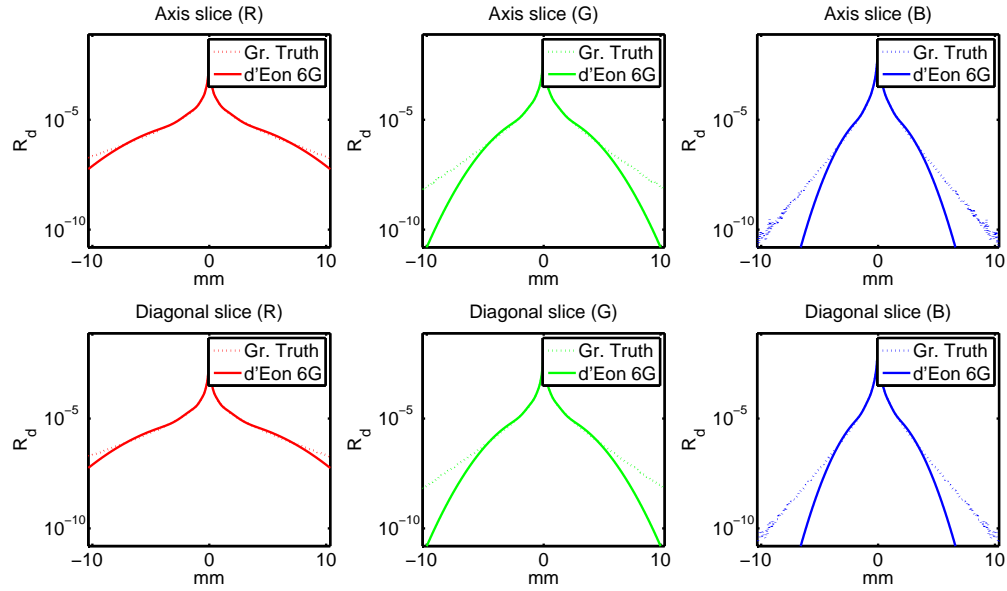 Axis slice (R)
Gr. Truth
d'Eon 6G
R_d
10^−5
10^−10
−10
0
10
mm
Axis slice (G)
Gr. Truth
d'Eon 6G
R_d
10^−5
10^−10
−10
0
10
mm
Axis slice (B)
Gr. Truth
d'Eon 6G
R_d
10^−5
10^−10
−10
0
10
mm
Diagonal slice (R)
Gr. Truth
d'Eon 6G
R_d
10^−5
10^−10
−10
0
10
mm
Diagonal slice (G)
Gr. Truth
d'Eon 6G
R_d
10^−5
10^−10
−10
0
10
mm
Diagonal slice (B)
Gr. Truth
d'Eon 6G
R_d
10^−5
10^−10
−10
0
10
mm